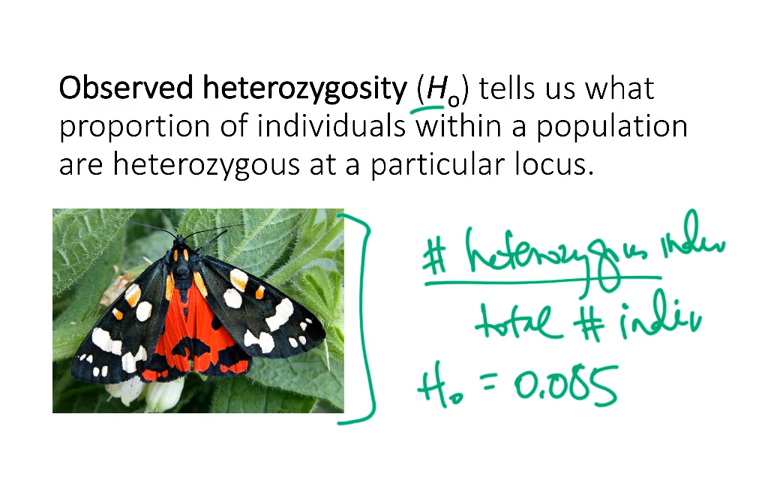 Observed heterozygosity (Ho) tells us what
proportion of individuals within a population
are heterozygous at a particular locus.
# heterozygous indiv
total # indiv
Ho = 0.085